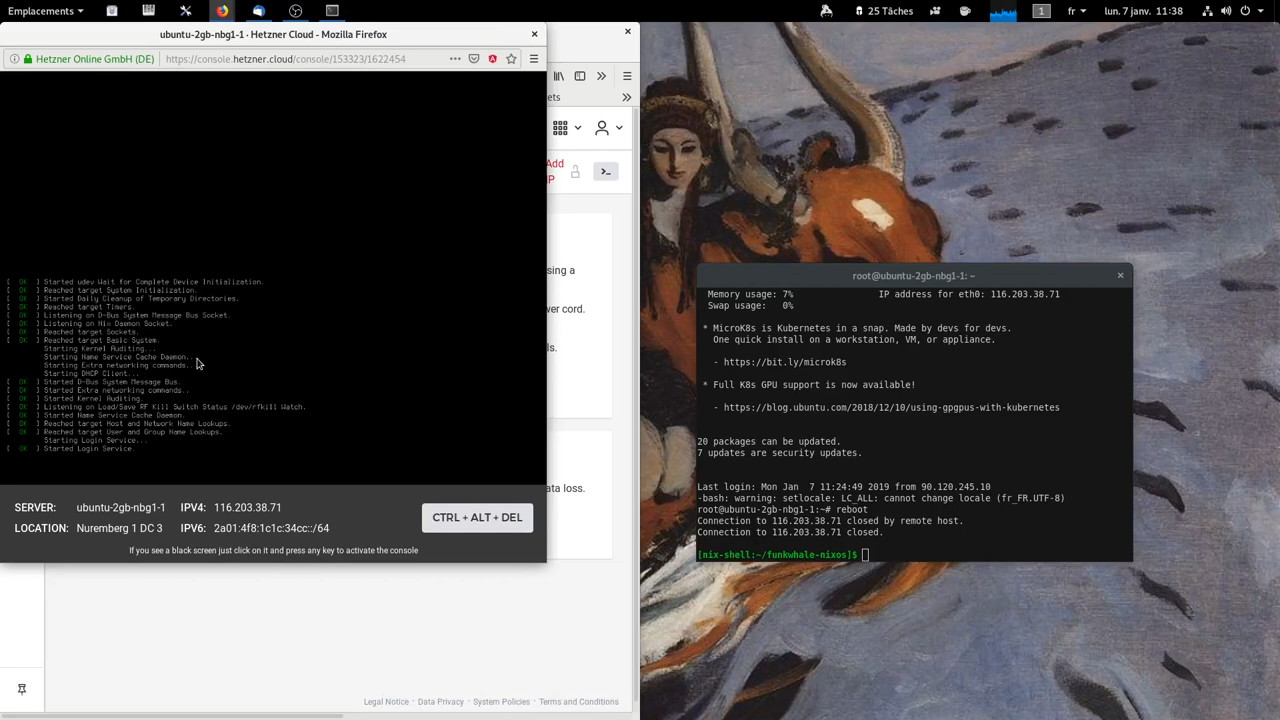 Emplacements
25 Tâches
1
fr
lun. 7 janv. 11:38
ubuntu-2gb-nbg1-1 · Hetzner Cloud - Mozilla Firefox
Hetzner Online GmbH (DE)
https://console.hetzner.cloud/console/153323/1622454
[ OK ] Started udev Wait for Complete Device Initialization.
[ OK ] Reached target System Initialization.
[ OK ] Started Daily Cleanup of Temporary Directories.
[ OK ] Reached target Timers.
[ OK ] Listening on D-Bus System Message Bus Socket.
[ OK ] Listening on Nix Daemon Socket.
[ OK ] Reached target Sockets.
[ OK ] Reached target Basic System.
Starting Kernel Auditing...
Starting Name Service Cache Daemon...
Starting Extra networking commands...
Starting DHCP Client...
[ OK ] Started D-Bus System Message Bus.
[ OK ] Started Extra networking commands..
[ OK ] Started Kernel Auditing.
[ OK ] Listening on Load/Save RF Kill Switch Status /dev/rfkill Watch.
[ OK ] Started Name Service Cache Daemon.
[ OK ] Reached target Host and Network Name Lookups.
[ OK ] Reached target User and Group Name Lookups.
Starting Login Service...
[ OK ] Started Login Service.
SERVER: ubuntu-2gb-nbg1-1 IPV4: 116.203.38.71
LOCATION: Nuremberg 1 DC 3 IPV6: 2a01:4f8:1c1c:34cc::/64
CTRL + ALT + DEL
If you see a black screen just click on it and press any key to activate the console
ets
Add
IP
>_
sing a
wer cord.
ls.
ata loss.
Legal Notice - Data Privacy - System Policies - Terms and Conditions
root@ubuntu-2gb-nbg1-1: ~
Memory usage: 7% IP address for eth0: 116.203.38.71
Swap usage: 0%
* MicroK8s is Kubernetes in a snap. Made by devs for devs.
One quick install on a workstation, VM, or appliance.
- https://bit.ly/microk8s
* Full K8s GPU support is now available!
- https://blog.ubuntu.com/2018/12/10/using-gpgpus-with-kubernetes
20 packages can be updated.
7 updates are security updates.
Last login: Mon Jan 7 11:24:49 2019 from 90.120.245.10
-bash: warning: setlocale: LC_ALL: cannot change locale (fr_FR.UTF-8)
root@ubuntu-2gb-nbg1-1:~# reboot
Connection to 116.203.38.71 closed by remote host.
Connection to 116.203.38.71 closed.
[nix-shell:~/funkwhale-nixos]$